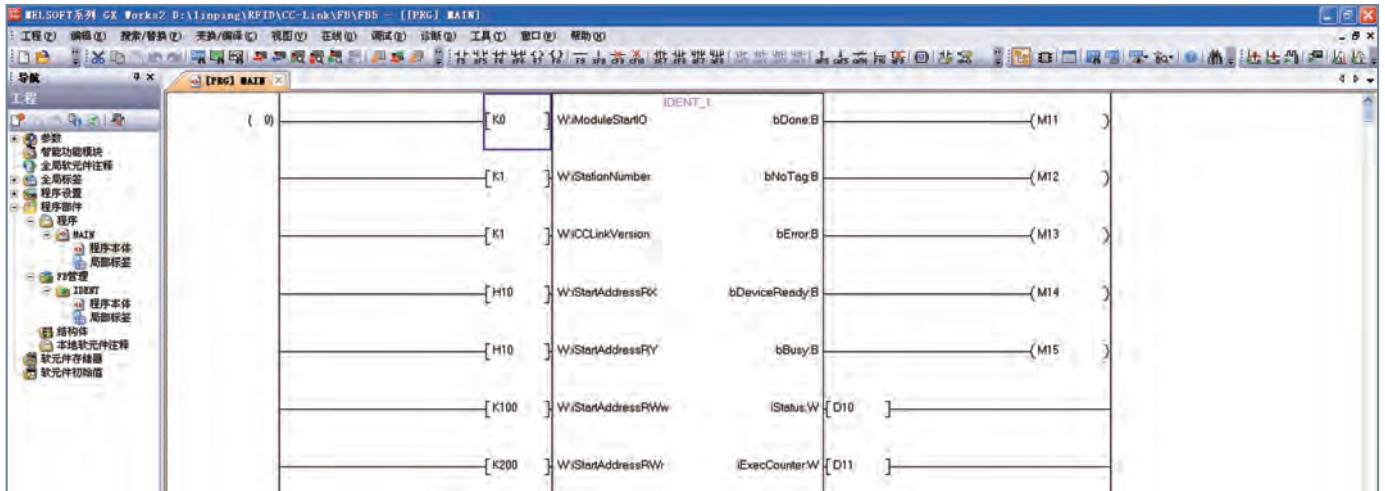 MELSOFT系列 GX Works2 D:\linping\RFID\CC-Link\FB\FB5 - [[PRG] MAIN]
工程(P) 编辑(E) 搜索/替换(F) 变换/编译(C) 视图(V) 在线(O) 调试(B) 诊断(D) 工具(T) 窗口(W) 帮助(H)
导航
[PRG] MAIN
工程
参数
智能功能模块
全局软元件注释
全局标签
程序设置
程序部件
程序
MAIN
程序本体
局部标签
FB管理
IDENT
程序本体
局部标签
结构体
本地软元件注释
软元件存储器
软元件初始值
IDENT_1
( 0) [ K0 ] W:iModuleStartIO bDone:B ( M11 )
[ K1 ] W:iStationNumber bNoTag:B ( M12 )
[ K1 ] W:iCCLinkVersion bError:B ( M13 )
[ H10 ] W:iStartAddressRX bDeviceReady:B ( M14 )
[ H10 ] W:iStartAddressRY bBusy:B ( M15 )
[ K100 ] W:iStartAddressRWw iStatus:W [ D10 ]
[ K200 ] W:iStartAddressRWr iExecCounter:W [ D11 ]